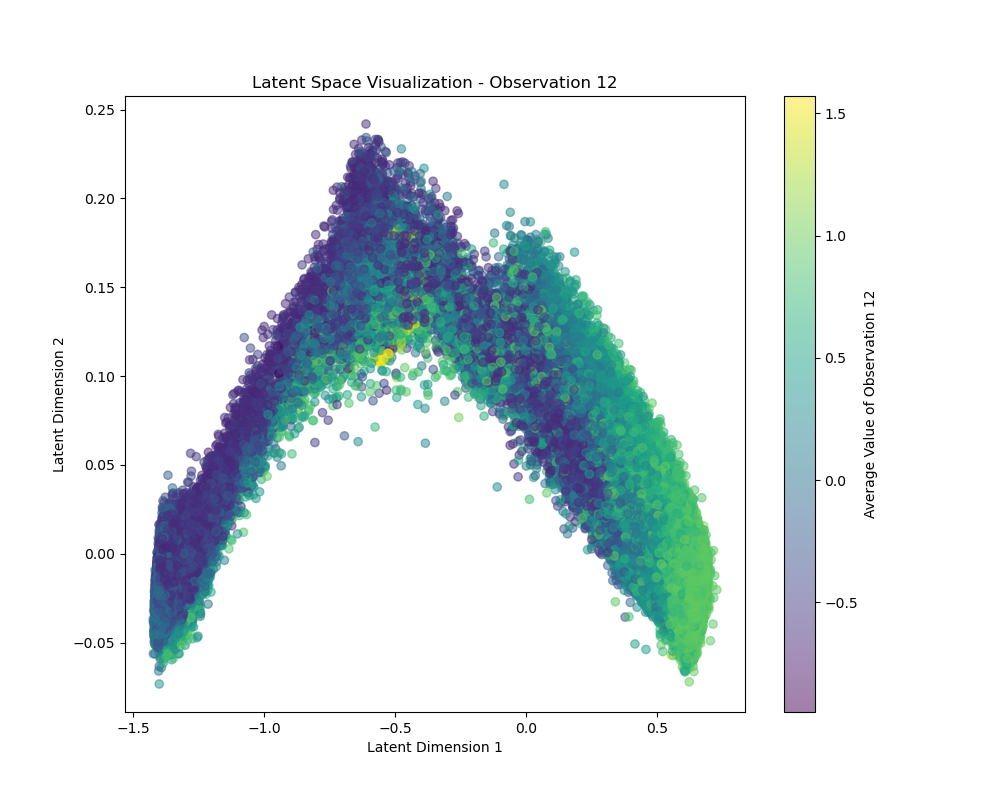 Latent Space Visualization - Observation 12
0.25
0.20
0.15
0.10
0.05
0.00
−0.05
Latent Dimension 2
−1.5 −1.0 −0.5 0.0 0.5
Latent Dimension 1
1.5
1.0
0.5
0.0
−0.5
Average Value of Observation 12